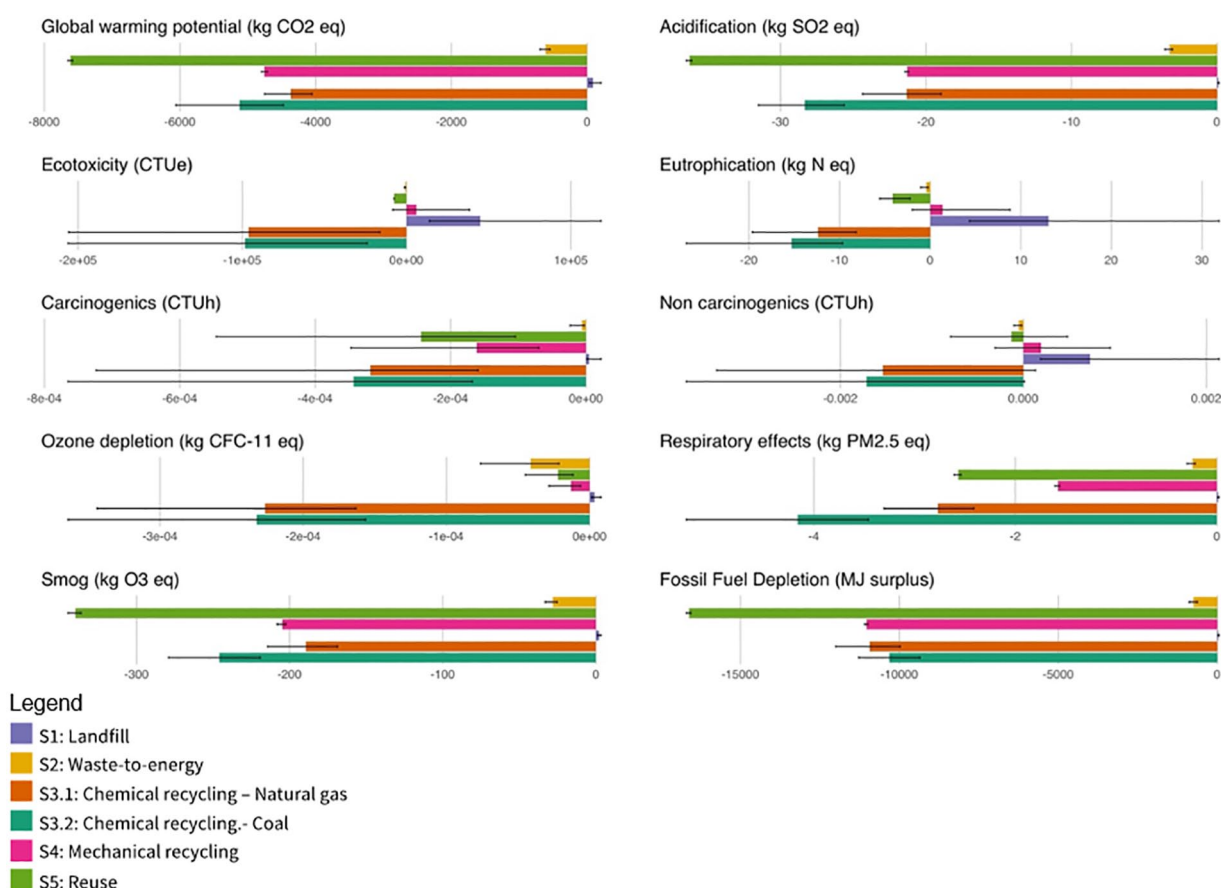 Global warming potential (kg CO2 eq)
-8000 -6000 -4000 -2000 0
Acidification (kg SO2 eq)
-30 -20 -10 0
Ecotoxicity (CTUe)
-2e+05 -1e+05 0e+00 1e+05
Eutrophication (kg N eq)
-20 -10 0 10 20 30
Carcinogenics (CTUh)
-8e-04 -6e-04 -4e-04 -2e-04 0e+00
Non carcinogenics (CTUh)
-0.002 0.000 0.002
Ozone depletion (kg CFC-11 eq)
-3e-04 -2e-04 -1e-04 0e+00
Respiratory effects (kg PM2.5 eq)
-4 -2 0
Smog (kg O3 eq)
-300 -200 -100 0
Fossil Fuel Depletion (MJ surplus)
-15000 -10000 -5000 0
Legend
S1: Landfill
S2: Waste-to-energy
S3.1: Chemical recycling – Natural gas
S3.2: Chemical recycling.- Coal
S4: Mechanical recycling
S5: Reuse